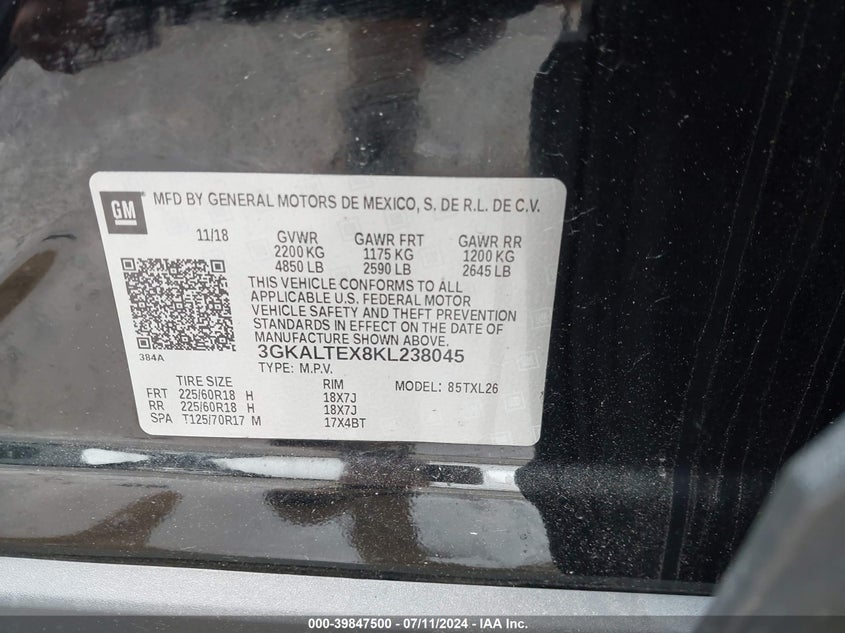 GM MFD BY GENERAL MOTORS DE MEXICO, S. DE R.L. DE C.V.
11/18 GVWR GAWR FRT GAWR RR
2200 KG 1175 KG 1200 KG
4850 LB 2590 LB 2645 LB
THIS VEHICLE CONFORMS TO ALL
APPLICABLE U.S. FEDERAL MOTOR
VEHICLE SAFETY AND THEFT PREVENTION
STANDARDS IN EFFECT ON THE DATE OF
MANUFACTURE SHOWN ABOVE.
384A 3GKALTEX8KL238045
TYPE: M.P.V.
TIRE SIZE RIM MODEL: 85TXL26
FRT 225/60R18 H 18X7J
RR 225/60R18 H 18X7J
SPA T125/70R17 M 17X4BT
000-39847500 - 07/11/2024 - IAA Inc.